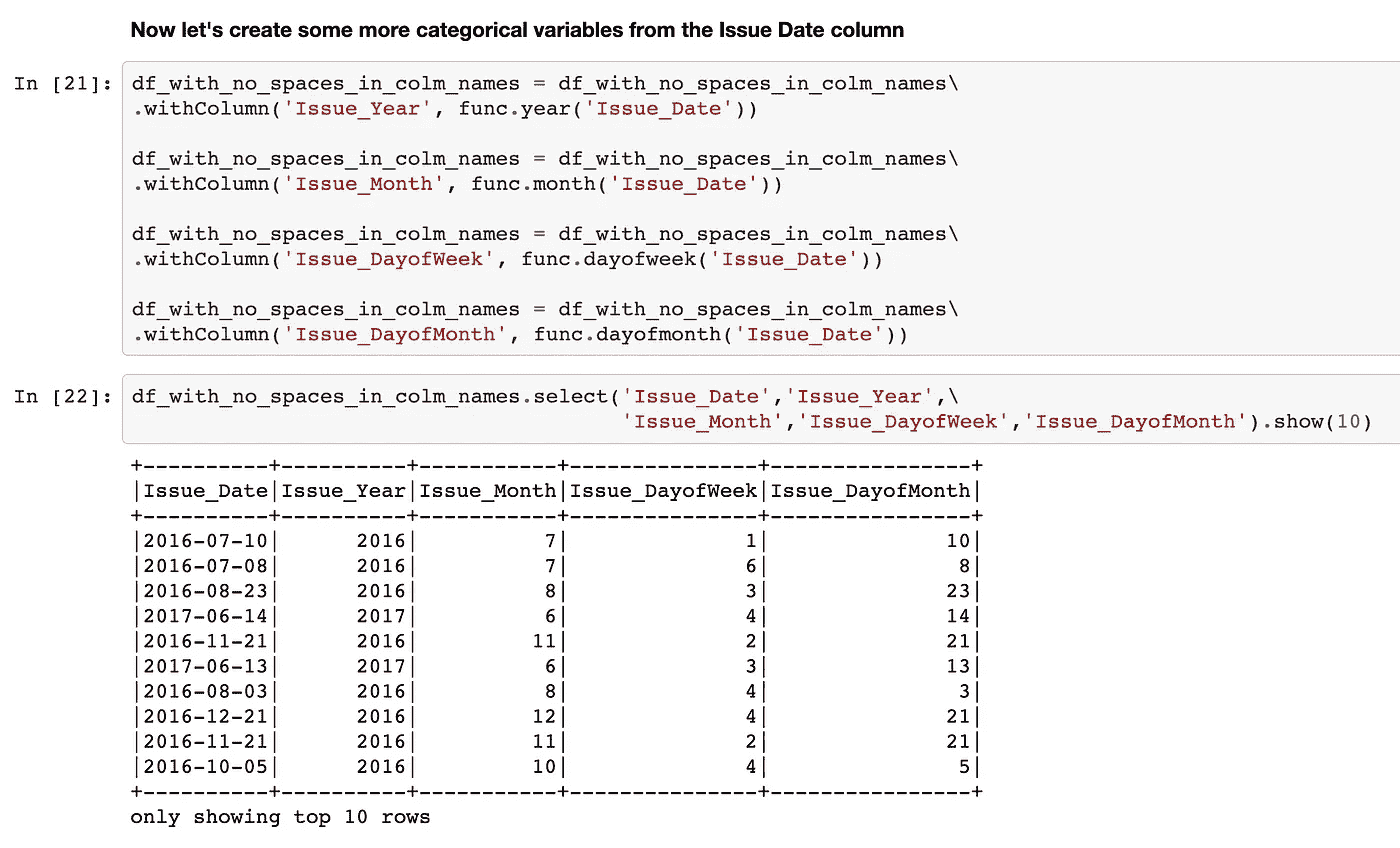 Now let's create some more categorical variables from the Issue Date column
In [21]: df_with_no_spaces_in_colm_names = df_with_no_spaces_in_colm_names\
.withColumn('Issue_Year', func.year('Issue_Date'))
df_with_no_spaces_in_colm_names = df_with_no_spaces_in_colm_names\
.withColumn('Issue_Month', func.month('Issue_Date'))
df_with_no_spaces_in_colm_names = df_with_no_spaces_in_colm_names\
.withColumn('Issue_DayofWeek', func.dayofweek('Issue_Date'))
df_with_no_spaces_in_colm_names = df_with_no_spaces_in_colm_names\
.withColumn('Issue_DayofMonth', func.dayofmonth('Issue_Date'))
In [22]: df_with_no_spaces_in_colm_names.select('Issue_Date','Issue_Year',\
'Issue_Month','Issue_DayofWeek','Issue_DayofMonth').show(10)
+----------+----------+-----------+---------------+----------------+
|Issue_Date|Issue_Year|Issue_Month|Issue_DayofWeek|Issue_DayofMonth|
+----------+----------+-----------+---------------+----------------+
|2016-07-10|      2016|          7|              1|              10|
|2016-07-08|      2016|          7|              6|               8|
|2016-08-23|      2016|          8|              3|              23|
|2017-06-14|      2017|          6|              4|              14|
|2016-11-21|      2016|         11|              2|              21|
|2017-06-13|      2017|          6|              3|              13|
|2016-08-03|      2016|          8|              4|               3|
|2016-12-21|      2016|         12|              4|              21|
|2016-11-21|      2016|         11|              2|              21|
|2016-10-05|      2016|         10|              4|               5|
+----------+----------+-----------+---------------+----------------+
only showing top 10 rows